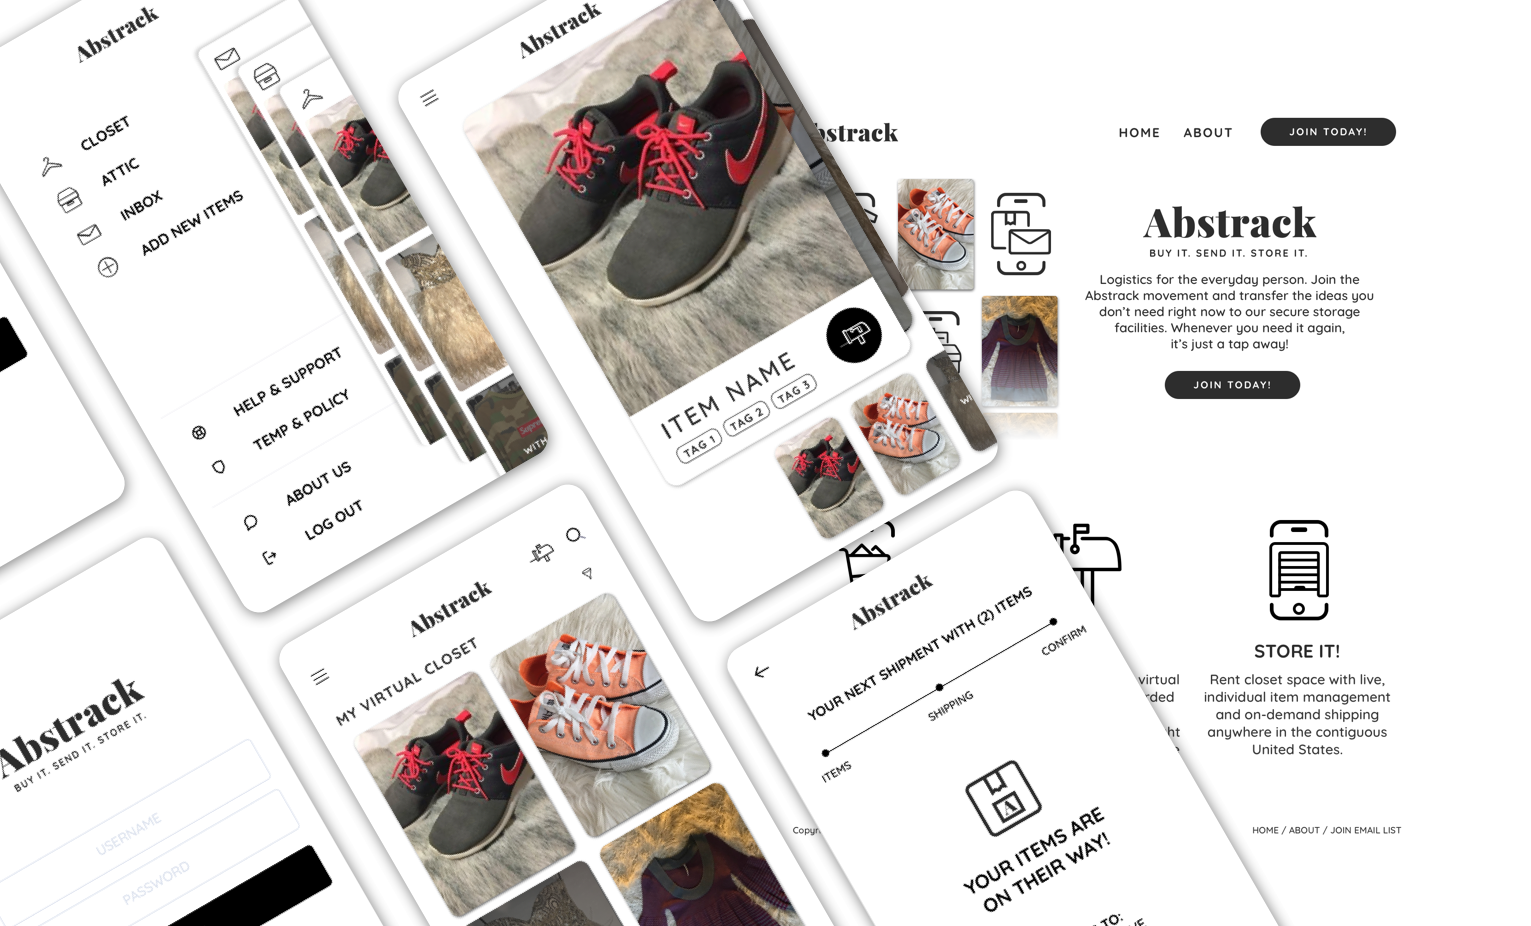 Abstrack
CLOSET
ATTIC
INBOX
ADD NEW ITEMS
HELP & SUPPORT
TEMP & POLICY
ABOUT US
LOG OUT
WITH
Abstrack
ITEM NAME
TAG 1 TAG 2 TAG 3
Abstrack
HOME ABOUT JOIN TODAY!
Abstrack
BUY IT. SEND IT. STORE IT.
Logistics for the everyday person. Join the
Abstrack movement and transfer the ideas you
don’t need right now to our secure storage
facilities. Whenever you need it again,
it’s just a tap away!
JOIN TODAY!
Abstrack
BUY IT. SEND IT. STORE IT.
USERNAME
PASSWORD
Abstrack
MY VIRTUAL CLOSET
Abstrack
YOUR NEXT SHIPMENT WITH (2) ITEMS
ITEMS
SHIPPING
CONFIRM
YOUR ITEMS ARE
ON THEIR WAY!
TO:
virtual
STORE IT!
Rent closet space with live,
individual item management
and on-demand shipping
anywhere in the contiguous
United States.
HOME / ABOUT / JOIN EMAIL LIST